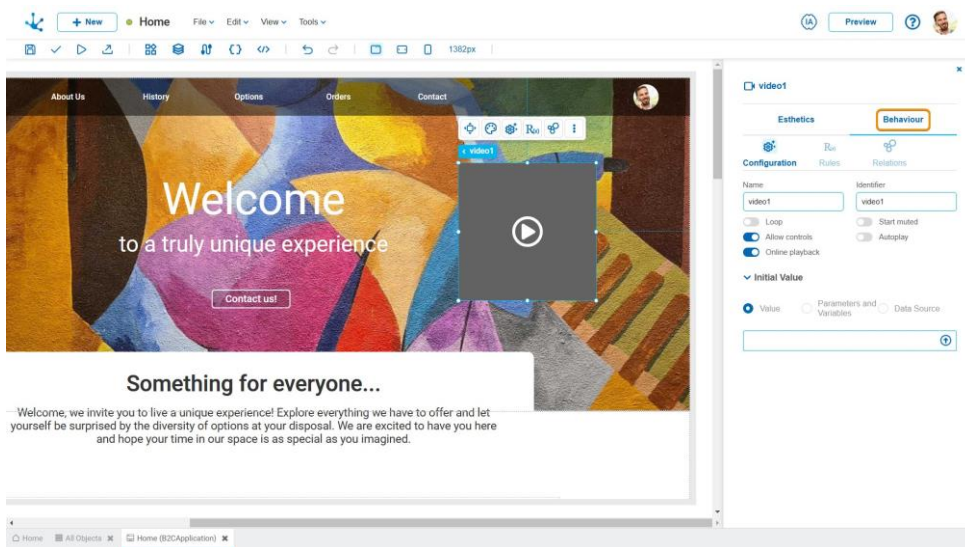 + New
Home
File
Edit
View
Tools
IA
Preview
?
1382px
About Us
History
Options
Orders
Contact
video1
Welcome
to a truly unique experience
Contact us!
Something for everyone...
Welcome, we invite you to live a unique experience! Explore everything we have to offer and let
yourself be surprised by the diversity of options at your disposal. We are excited to have you here
and hope your time in our space is as special as you imagined.
video1
Esthetics
Behaviour
Configuration
Rules
Relations
Name
Identifier
video1
video1
Loop
Start muted
Allow controls
Autoplay
Online playback
Initial Value
Value
Parameters and
Variables
Data Source
Home
All Objects
Home (B2CApplication)